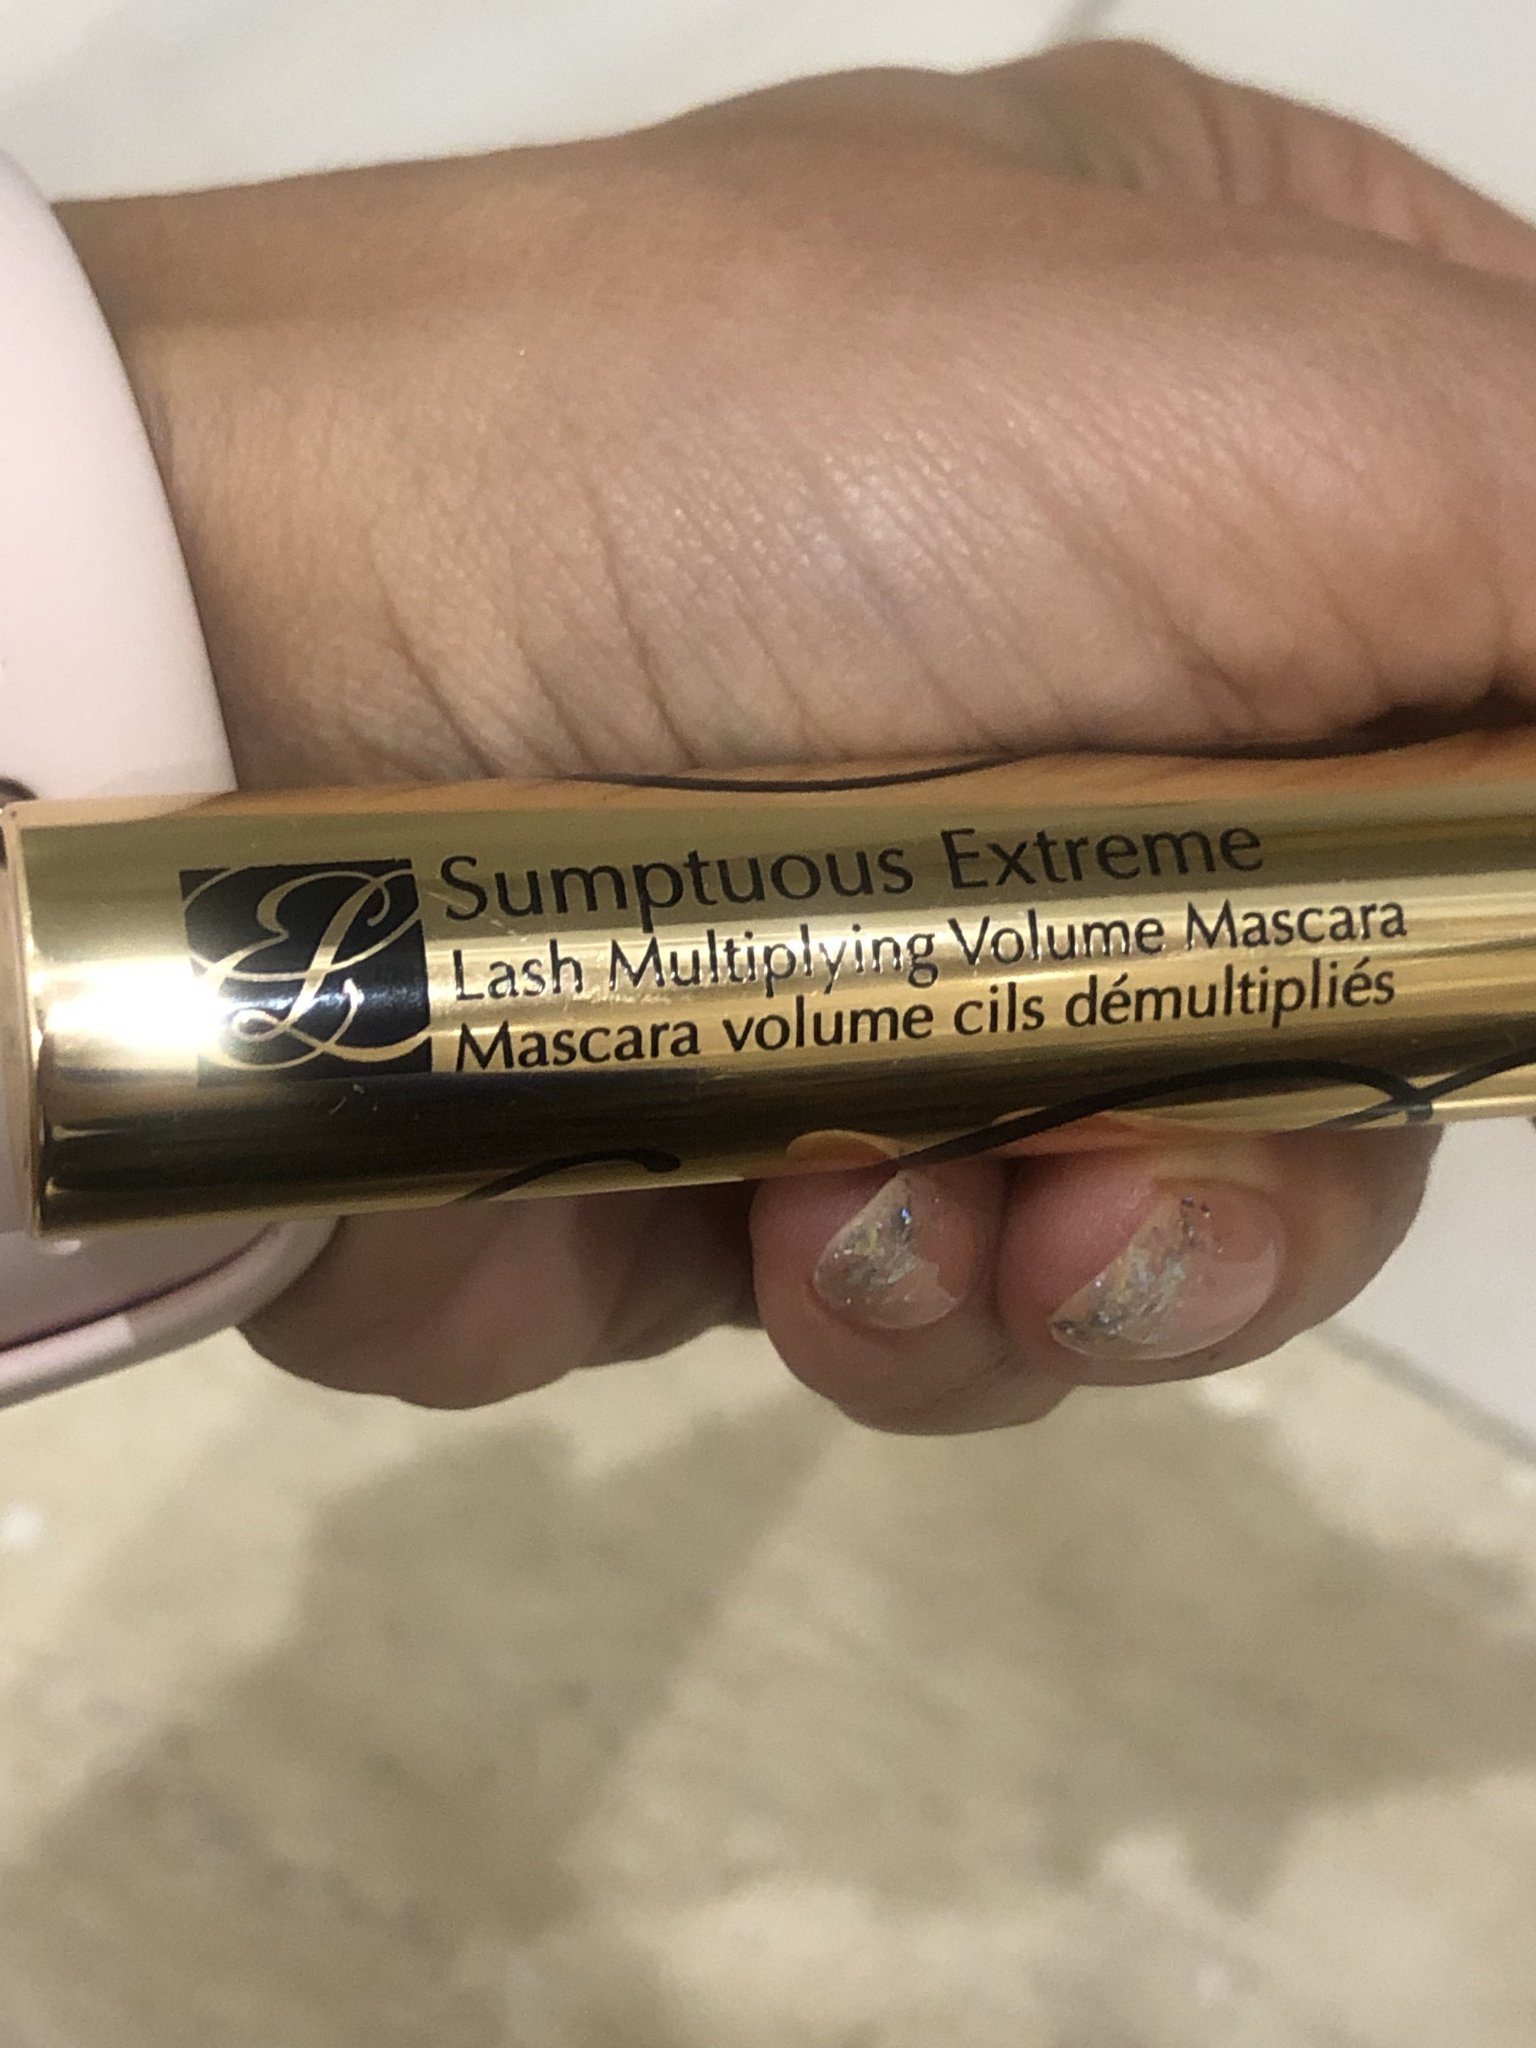 Sumptuous Extreme
Lash Multiplying Volume Mascara
Mascara volume cils démultipliés